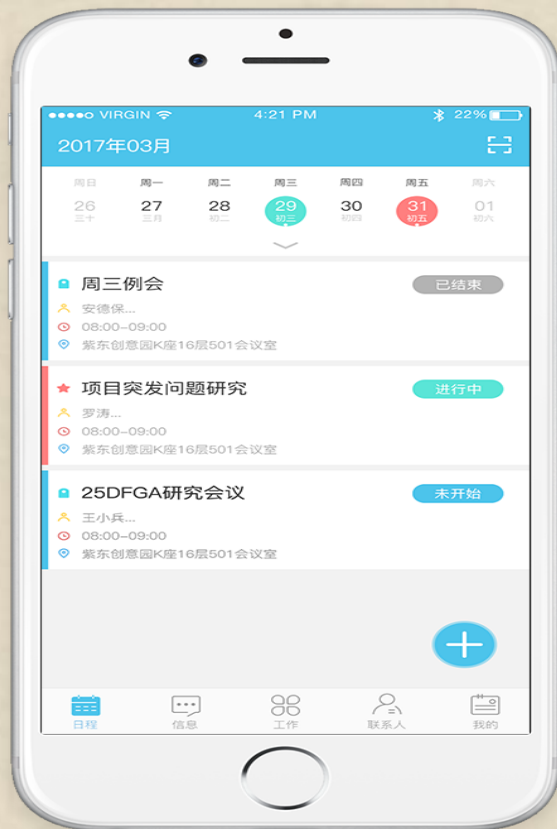 VIRGIN 4:21 PM 22%
2017年03月
周日 周一 周二 周三 周四 周五 周六
26 27 28 29 30 31 01
三十 三月 初二 初三 初四 初五 初六
周三例会 已结束
安德保...
08:00-09:00
紫东创意园K座16层501会议室
项目突发问题研究 进行中
罗涛...
08:00-09:00
紫东创意园K座16层501会议室
25DFGA研究会议 未开始
王小兵...
08:00-09:00
紫东创意园K座16层501会议室
日程 信息 工作 联系人 我的